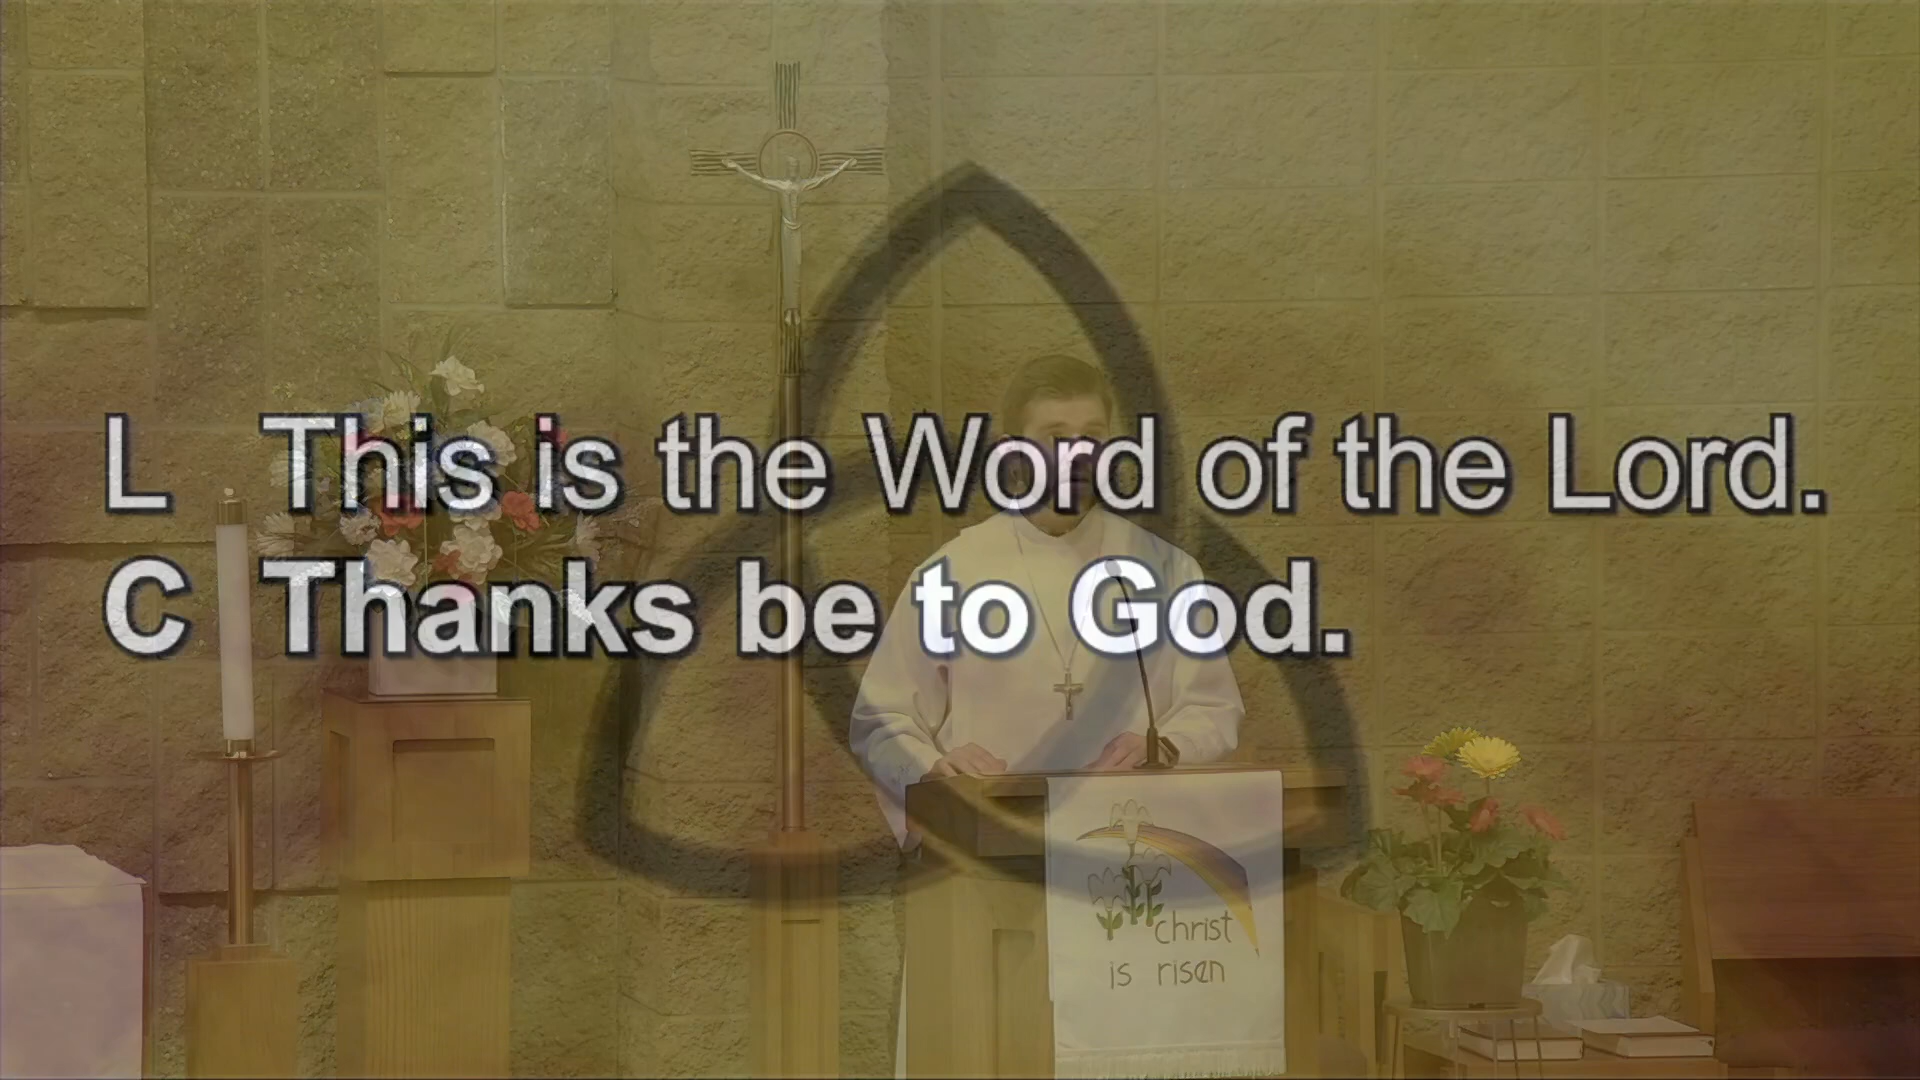 L This is the Word of the Lord.
C Thanks be to God.
christ
is risen